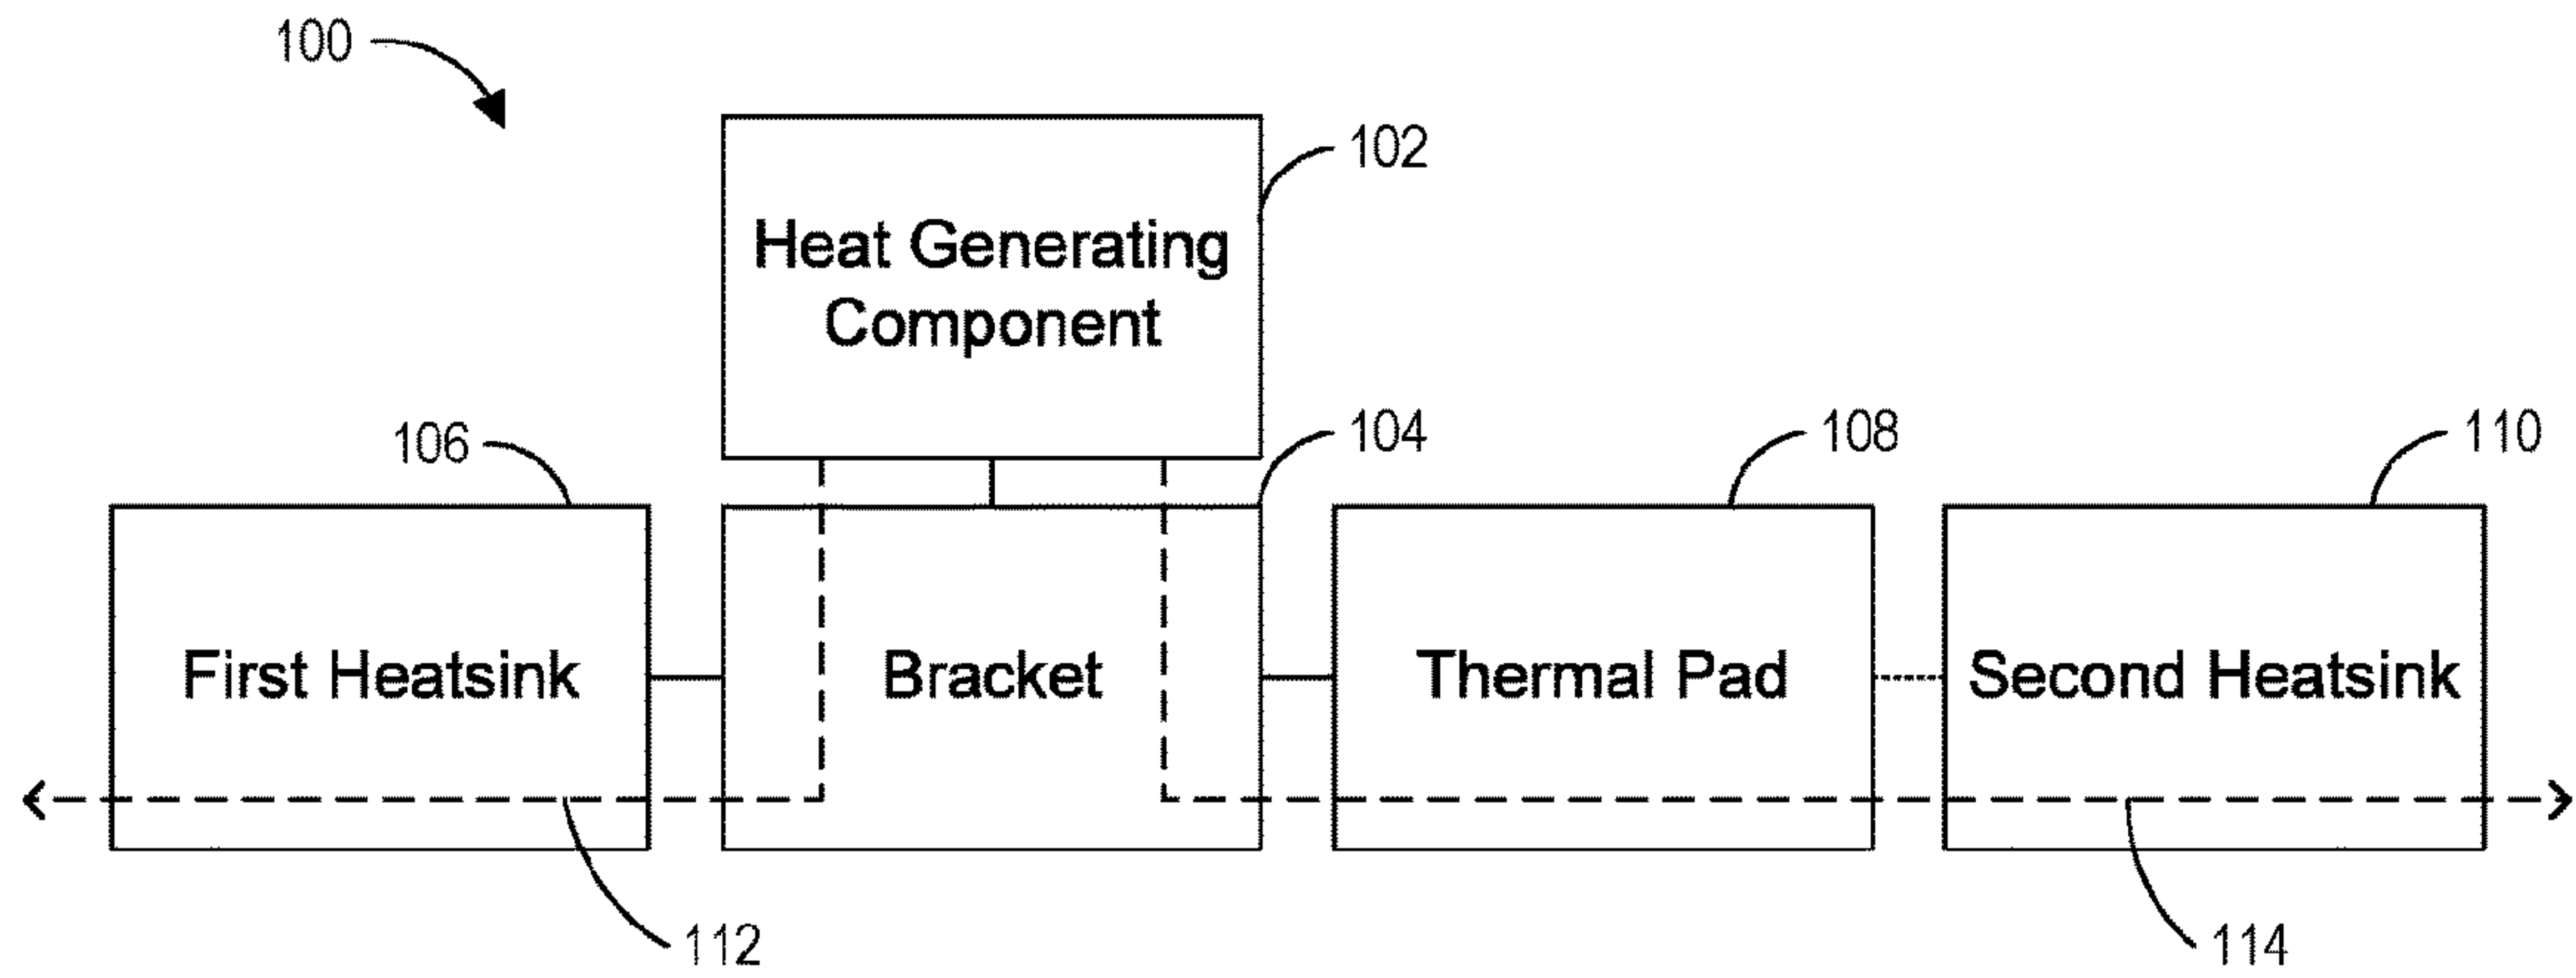 100
102
Heat Generating
Component
106
104
108
110
First Heatsink
Bracket
Thermal Pad
Second Heatsink
112
114